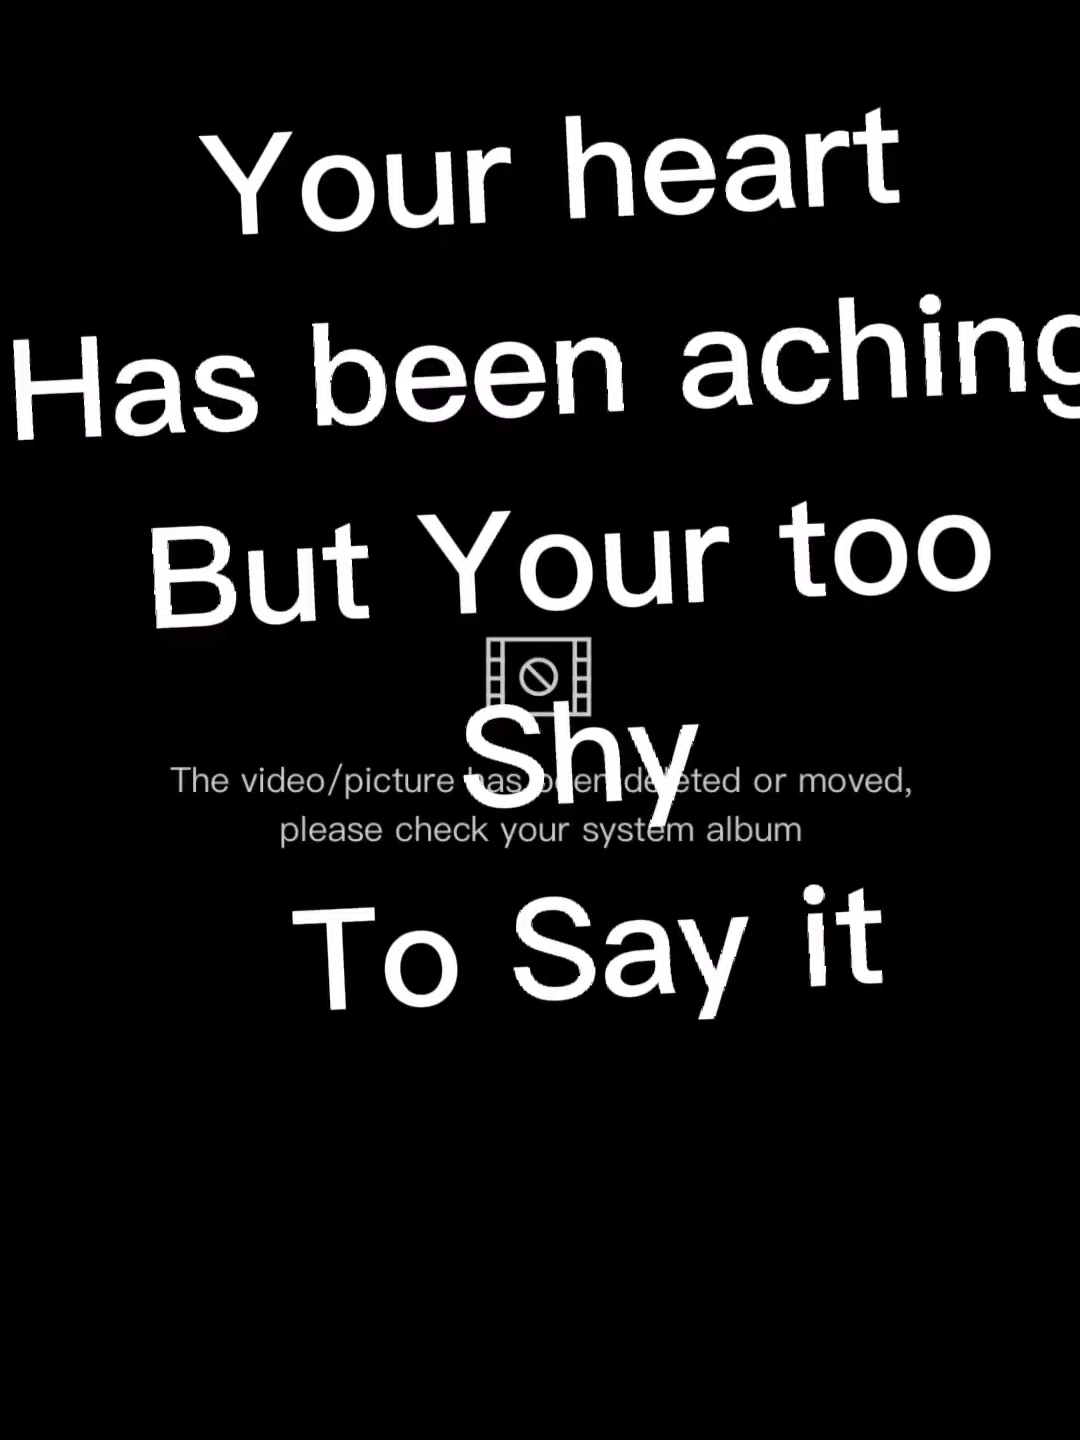 Your heart
Has been aching
But Your too
Shy
The video/picture has been deleted or moved,
please check your system album
To Say it